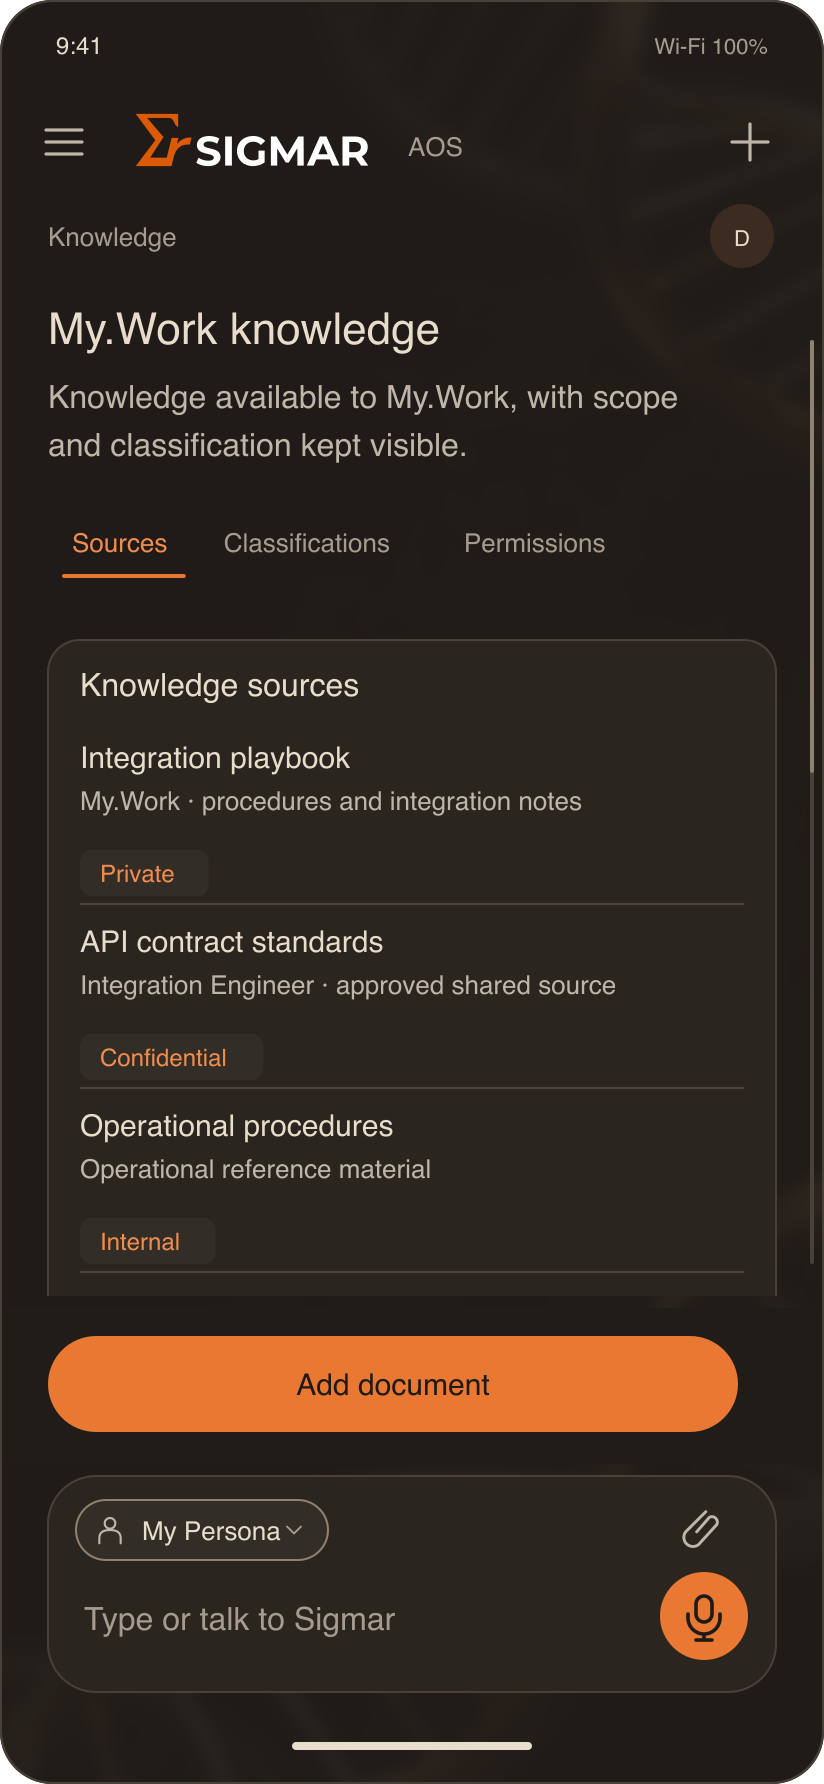 9:41
Wi-Fi 100%
Σr SIGMAR AOS
Knowledge
D
My.Work knowledge
Knowledge available to My.Work, with scope
and classification kept visible.
Sources Classifications Permissions
Knowledge sources
Integration playbook
My.Work · procedures and integration notes
Private
API contract standards
Integration Engineer · approved shared source
Confidential
Operational procedures
Operational reference material
Internal
Add document
My Persona
Type or talk to Sigmar